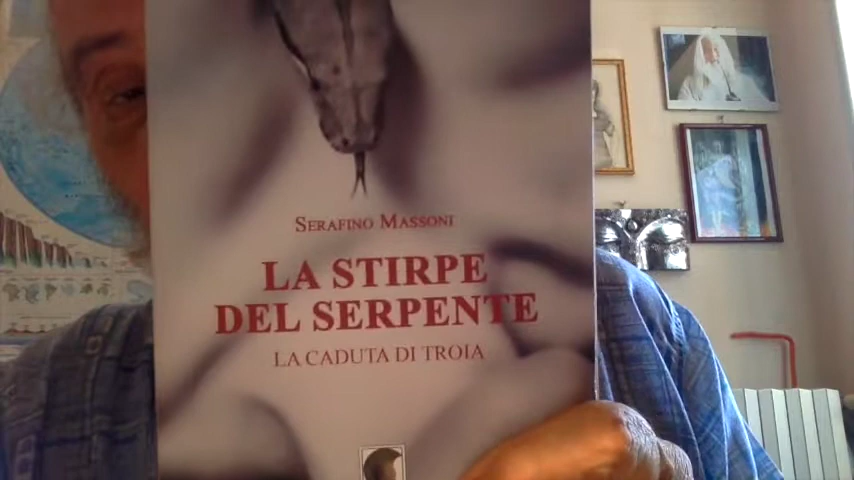 SERAFINO MASSONI
LA STIRPE
DEL SERPENTE
LA CADUTA DI TROIA